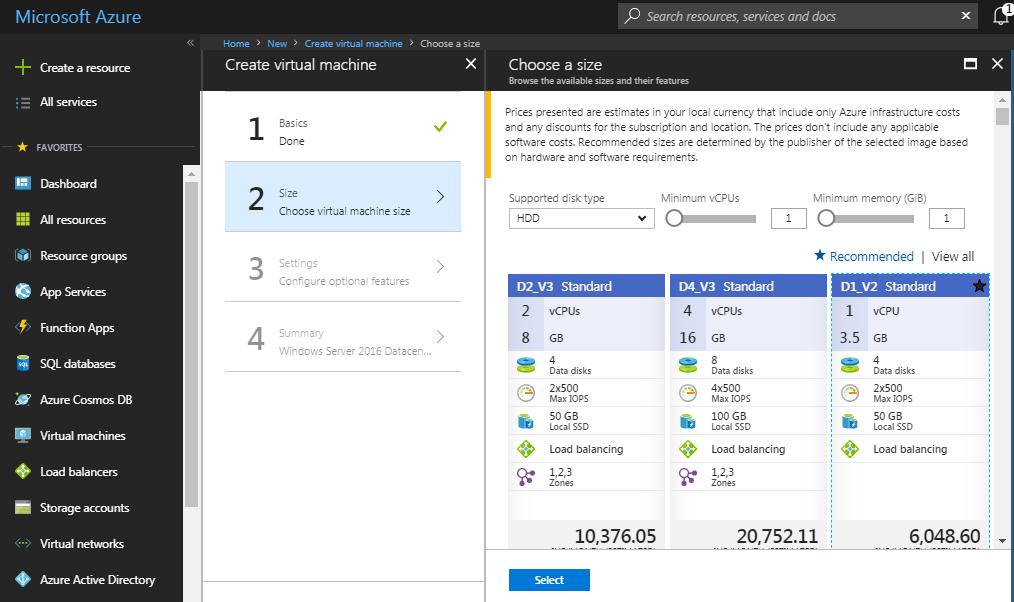 Microsoft Azure
Search resources, services and docs
1
Home > New > Create virtual machine > Choose a size
Create a resource
All services
FAVORITES
Dashboard
All resources
Resource groups
App Services
Function Apps
SQL databases
Azure Cosmos DB
Virtual machines
Load balancers
Storage accounts
Virtual networks
Azure Active Directory
Create virtual machine
1
Basics
Done
2
Size
Choose virtual machine size
3
Settings
Configure optional features
4
Summary
Windows Server 2016 Datacen...
Choose a size
Browse the available sizes and their features
Prices presented are estimates in your local currency that include only Azure infrastructure costs
and any discounts for the subscription and location. The prices don't include any applicable
software costs. Recommended sizes are determined by the publisher of the selected image based
on hardware and software requirements.
Supported disk type
HDD
Minimum vCPUs
1
Minimum memory (GiB)
1
Recommended | View all
D2_V3 Standard
2 vCPUs
8 GB
4
Data disks
2x500
Max IOPS
50 GB
Local SSD
Load balancing
1,2,3
Zones
10,376.05
D4_V3 Standard
4 vCPUs
16 GB
8
Data disks
4x500
Max IOPS
100 GB
Local SSD
Load balancing
1,2,3
Zones
20,752.11
D1_V2 Standard
1 vCPU
3.5 GB
4
Data disks
2x500
Max IOPS
50 GB
Local SSD
Load balancing
6,048.60
Select